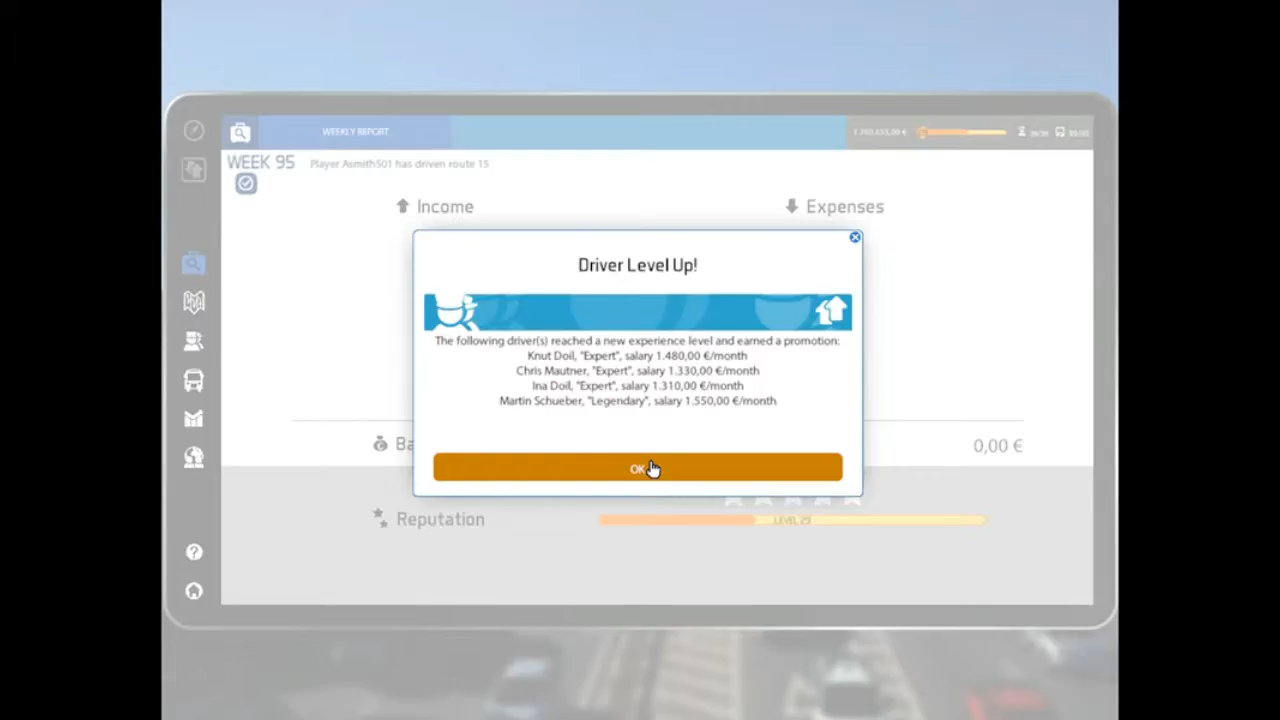 WEEKLY REPORT
WEEK 95 Player Asmith501 has driven route 15
Income
Expenses
Driver Level Up!
The following driver(s) reached a new experience level and earned a promotion:
Knut Doil, "Expert", salary 1.480,00 €/month
Chris Mautner, "Expert", salary 1.330,00 €/month
Ina Doil, "Expert", salary 1.310,00 €/month
Martin Schueber, "Legendary", salary 1.550,00 €/month
Ba
0,00 €
OK
Reputation
LEVEL 29
?